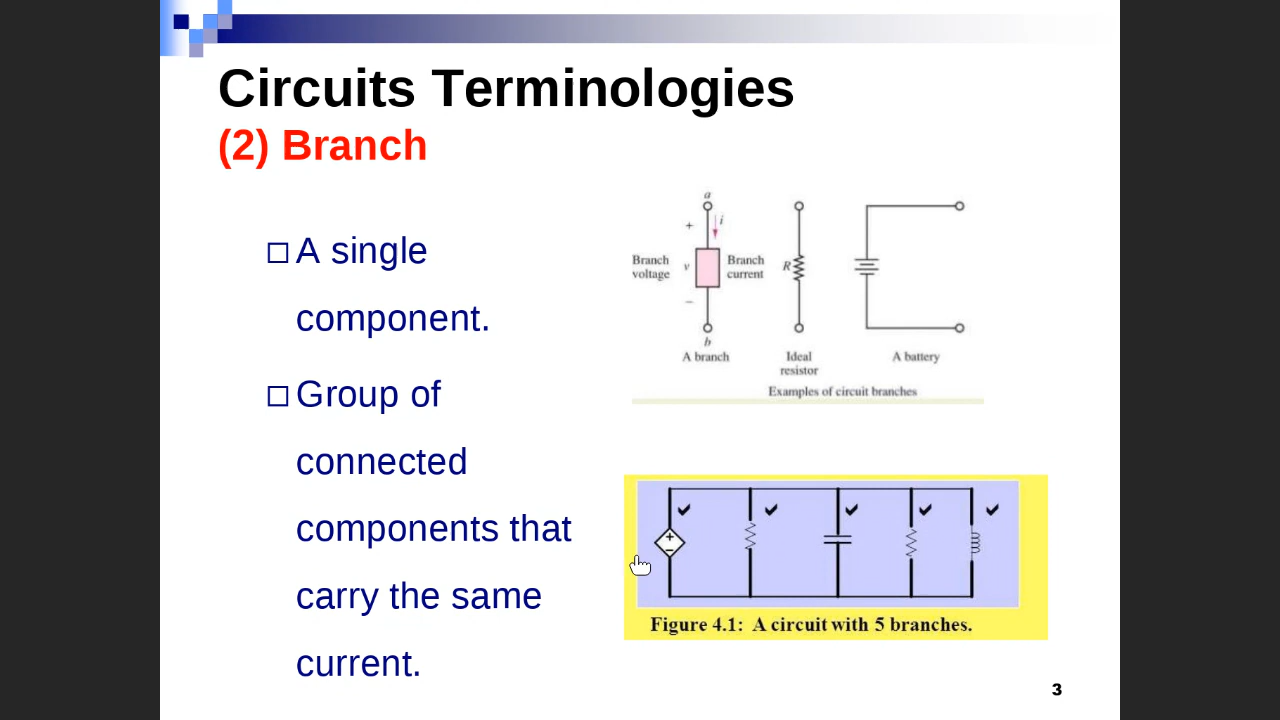 Circuits Terminologies
(2) Branch
A single
component.
Group of
connected
components that
carry the same
current.
a
+
i
Branch
voltage
v
Branch
current
−
b
A branch
R
Ideal
resistor
A battery
Examples of circuit branches
+
−
Figure 4.1: A circuit with 5 branches.
3